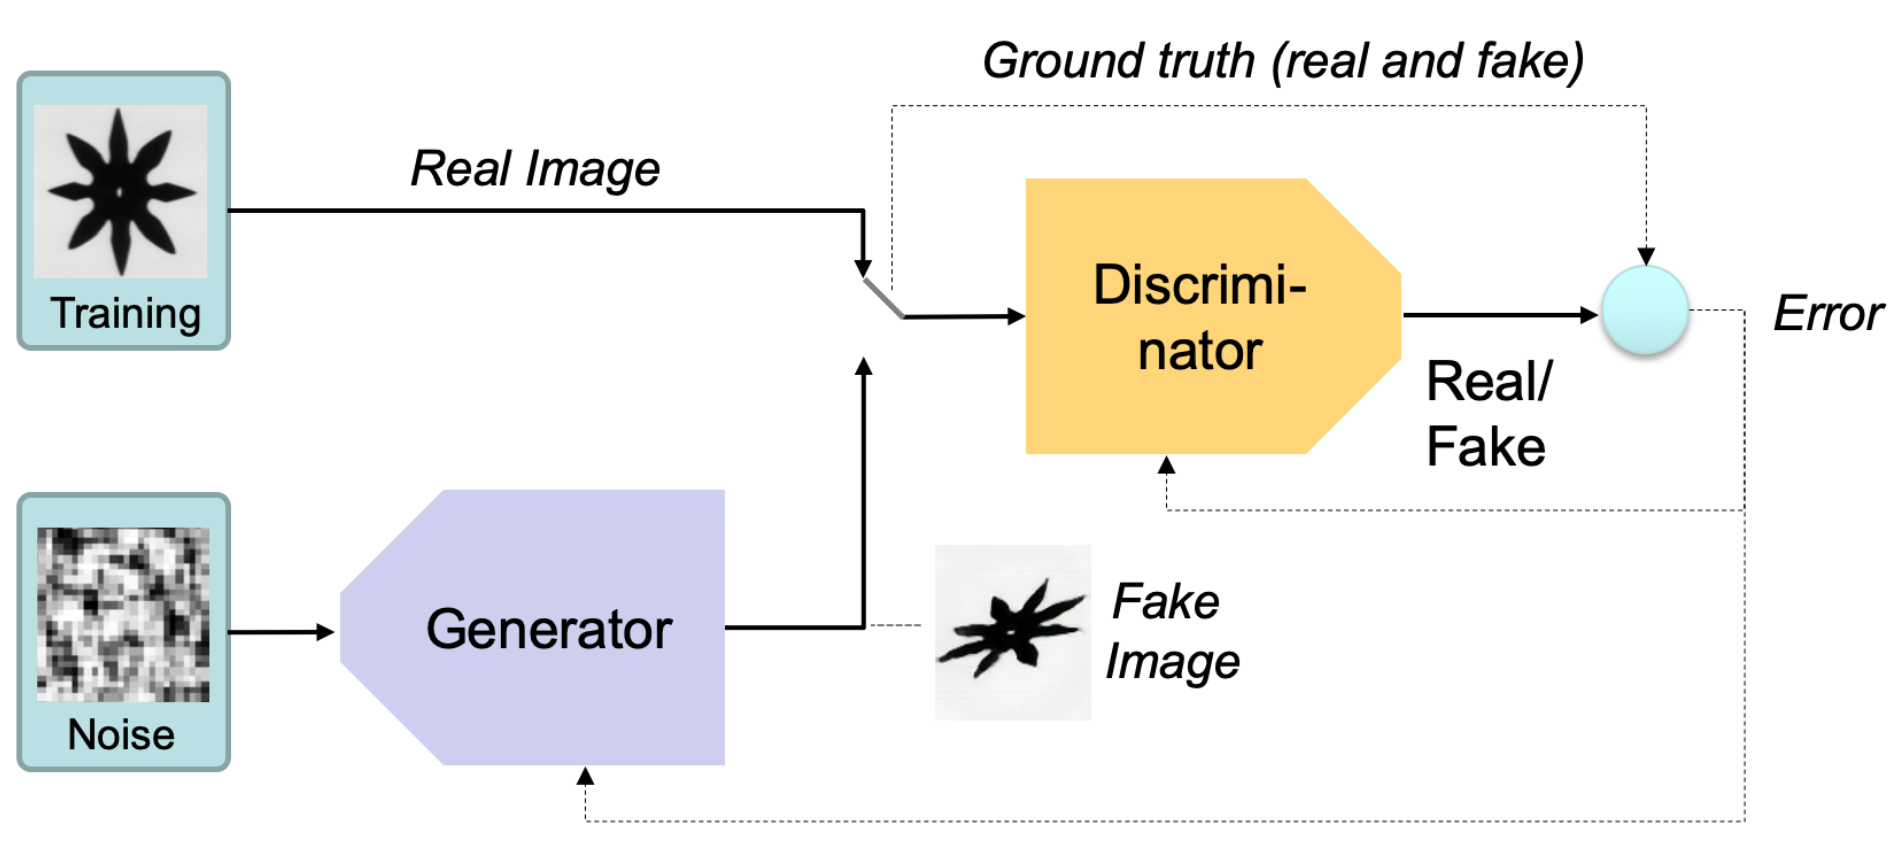 Ground truth (real and fake)
Real Image
Training
Discrimi-
nator
Error
Real/
Fake
Generator
Fake
Image
Noise